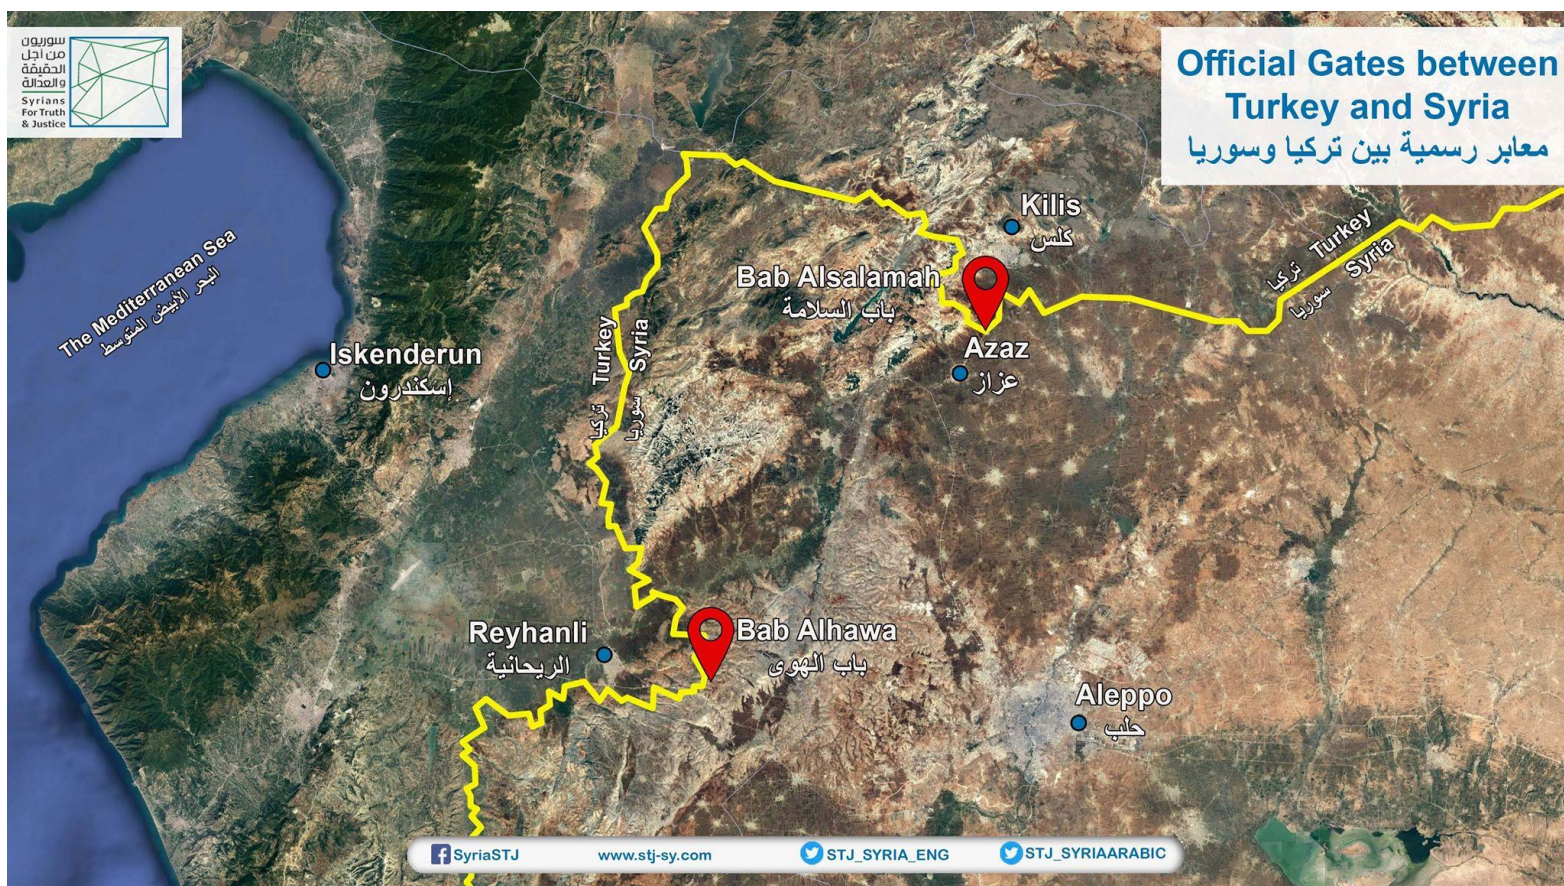 سوريون
من أجل
الحقيقة
والعدالة
Syrians
For Truth
& Justice
Official Gates between
Turkey and Syria
معابر رسمية بين تركيا وسوريا
Kilis
كلس
Turkey
تركيا
Syria
سوريا
The Mediterranean Sea
البحر الأبيض المتوسط
Bab Alsalamah
باب السلامة
Turkey
تركيا
Syria
سوريا
Iskenderun
إسكندرون
Azaz
عزاز
Reyhanli
الريحانية
Bab Alhawa
باب الهوى
Aleppo
حلب
SyriaSTJ
www.stj-sy.com
STJ_SYRIA_ENG
STJ_SYRIAARABIC